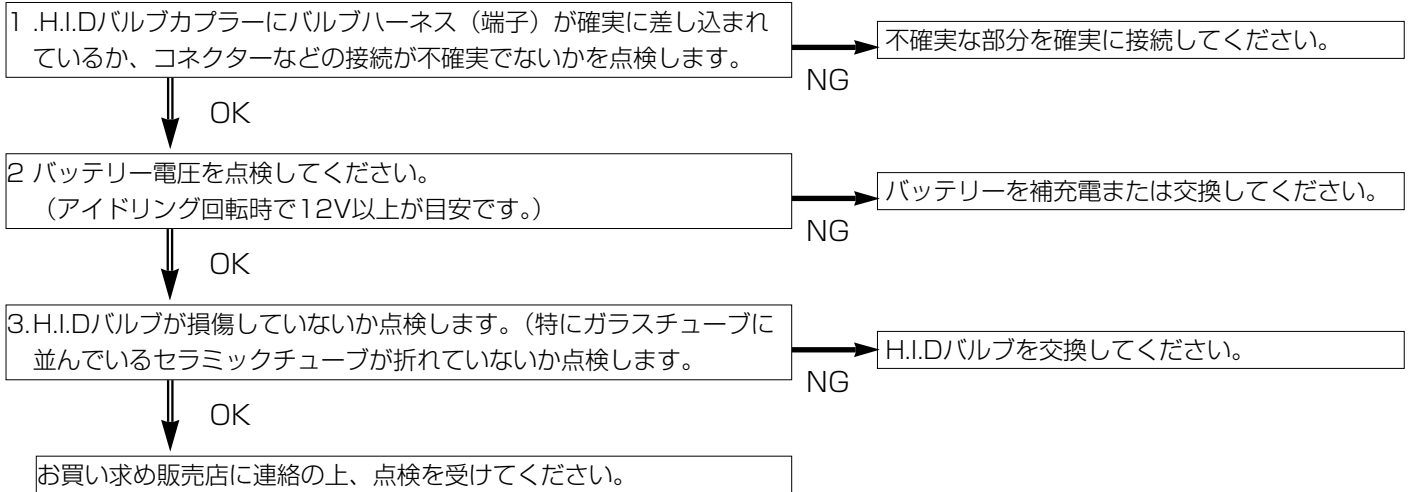 1 .H.I.Dバルブカプラーにバルブハーネス（端子）が確実に差し込まれ
ているか、コネクターなどの接続が不確実でないかを点検します。
不確実な部分を確実に接続してください。
NG
OK
2 バッテリー電圧を点検してください。
（アイドリング回転時で12V以上が目安です。）
バッテリーを補充電または交換してください。
NG
OK
3.H.I.Dバルブが損傷していないか点検します。（特にガラスチューブに
並んでいるセラミックチューブが折れていないか点検します。
H.I.Dバルブを交換してください。
NG
OK
お買い求め販売店に連絡の上、点検を受けてください。